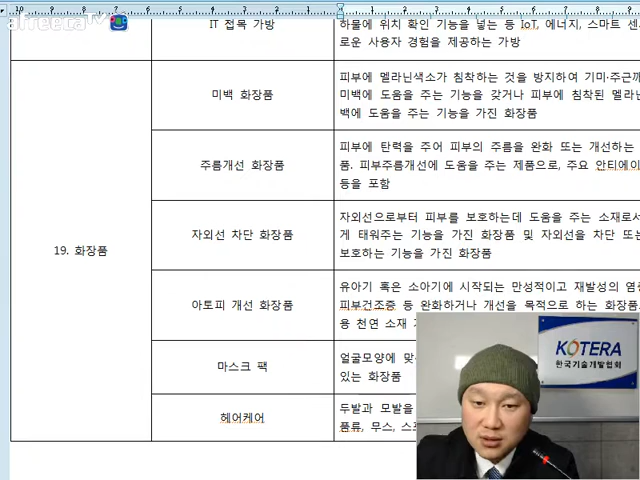 afreecaTV
IT 접목 가방
하물에 위치 확인 기능을 넣는 등 IoT, 에너지, 스마트 센
로운 사용자 경험을 제공하는 가방
19. 화장품
미백 화장품
피부에 멜라닌색소가 침착하는 것을 방지하여 기미·주근깨
미백에 도움을 주는 기능을 갖거나 피부에 침착된 멜라닌
백에 도움을 주는 기능을 가진 화장품
주름개선 화장품
피부에 탄력을 주어 피부의 주름을 완화 또는 개선하는
품. 피부주름개선에 도움을 주는 제품으로, 주요 안티에이
등을 포함
자외선 차단 화장품
자외선으로부터 피부를 보호하는데 도움을 주는 소재로서
게 태워주는 기능을 가진 화장품 및 자외선을 차단 또는
보호하는 기능을 가진 화장품
아토피 개선 화장품
유아기 혹은 소아기에 시작되는 만성적이고 재발성의 염
피부건조증 등 완화하거나 개선을 목적으로 하는 화장품.
용 천연 소재
마스크 팩
얼굴모양에 맞
있는 화장품
헤어케어
두발과 모발을
품류, 무스, 스프
KOTERA
한국기술개발협회